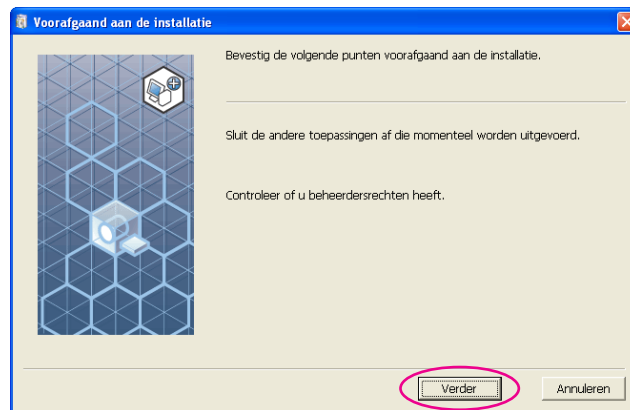 Voorafgaand aan de installatie
Bevestig de volgende punten voorafgaand aan de installatie.
Sluit de andere toepassingen af die momenteel worden uitgevoerd.
Controleer of u beheerdersrechten heeft.
Verder
Annuleren